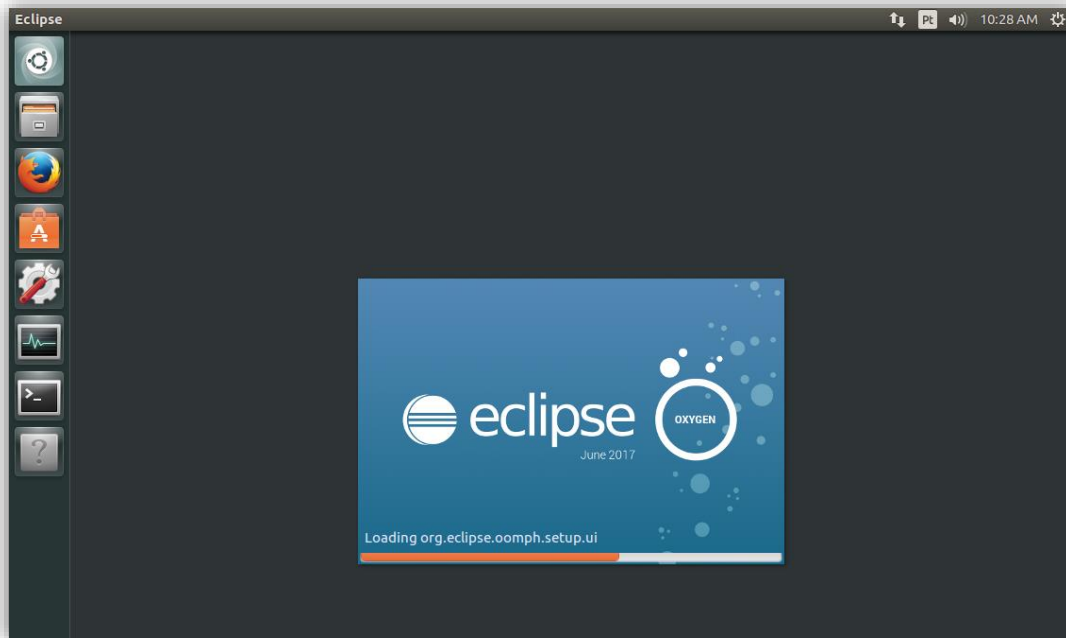 Eclipse
Pt
10:28 AM
eclipse
OXYGEN
June 2017
Loading org.eclipse.oomph.setup.ui